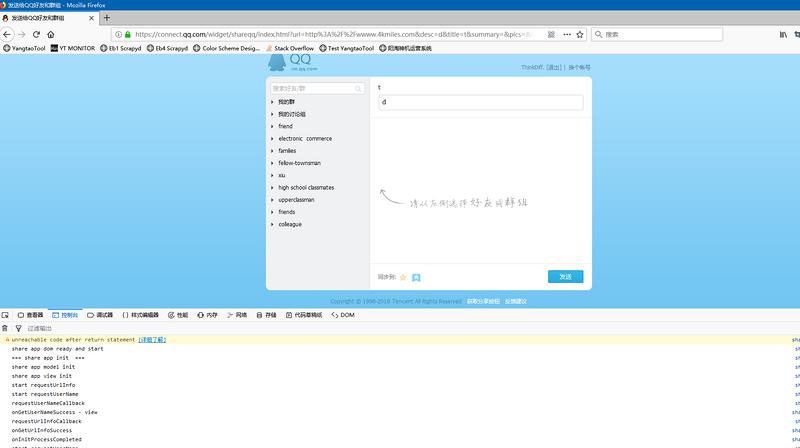 发送给QQ好友和群组 - Mozilla Firefox
发送给QQ好友和群组 × +
https://connect.qq.com/widget/shareqq/index.html?url=http%3A%2F%2Fwww.4kmiles.com&desc=d&title=t&summary=&pics=& ··· 搜索
YangtaoTool YT MONITOR Eb1 Scrapyd Eb4 Scrapyd Color Scheme Desig... Stack Overflow Test YangtaoTool 阳淘神机运营系统
QQ
ThinkDiff. [退出] | 换个帐号
搜索好友/群
我的群
我的讨论组
friend
electronic commerce
families
fellow-townsman
xiu
high school classmates
upperclassman
friends
colleague
t
d
请从左侧选择好友或群组
同步到:
发送
Copyright © 1998-2018 Tencent All Rights Reserved 获取分享按钮 反馈建议
查看器 控制台 调试器 样式编辑器 性能 内存 网络 存储 代码草稿纸 DOM
过滤输出
unreachable code after return statement [详细了解]
share app dom ready and start
=== share app init ===
share app model init
share app view init
start requestUrlInfo
start requestUserName
requestUserNameCallback
onGetUserNameSuccess - view
requestUrlInfoCallback
onGetUrlInfoSuccess
onInitProcessCompleted